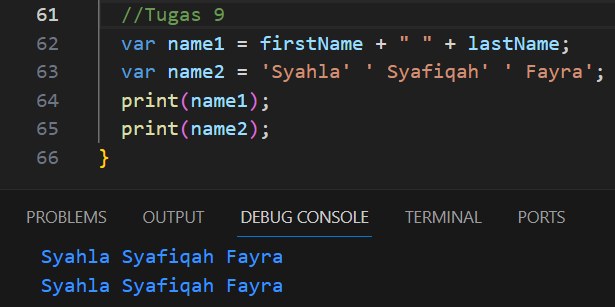 61 //Tugas 9
62 var name1 = firstName + " " + lastName;
63 var name2 = 'Syahla' ' Syafiqah' ' Fayra';
64 print(name1);
65 print(name2);
66 }
PROBLEMS OUTPUT DEBUG CONSOLE TERMINAL PORTS
Syahla Syafiqah Fayra
Syahla Syafiqah Fayra